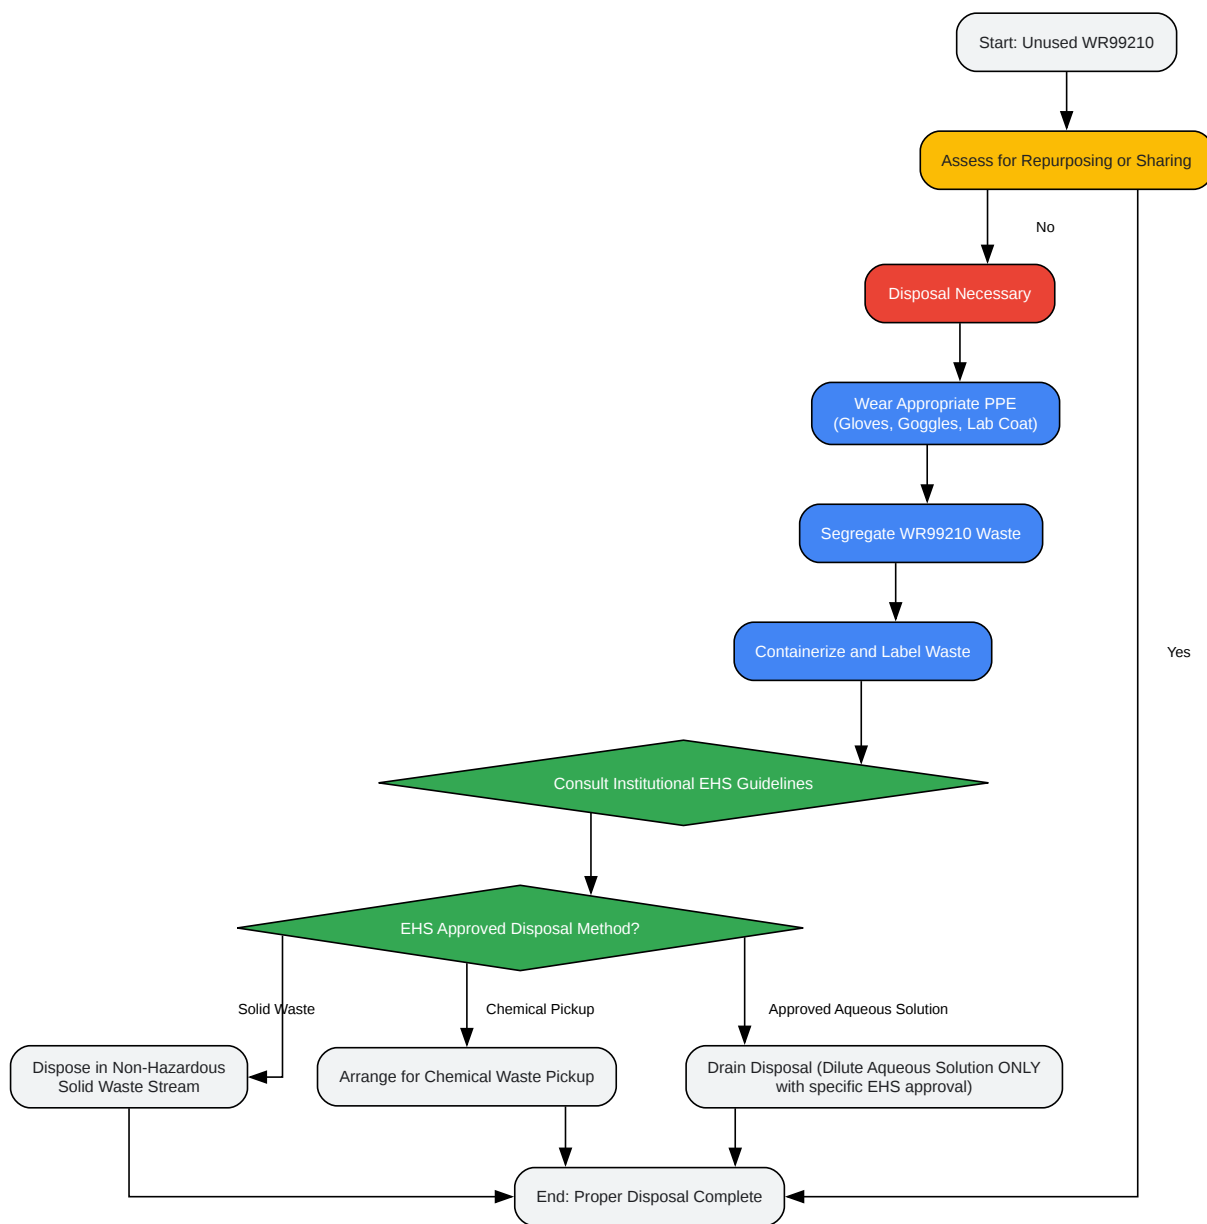 Start: Unused WR99210
Assess for Repurposing or Sharing
No
Disposal Necessary
Wear Appropriate PPE
(Gloves, Goggles, Lab Coat)
Segregate WR99210 Waste
Containerize and Label Waste
Yes
Consult Institutional EHS Guidelines
EHS Approved Disposal Method?
Solid Waste
Chemical Pickup
Approved Aqueous Solution
Dispose in Non-Hazardous
Solid Waste Stream
Arrange for Chemical Waste Pickup
Drain Disposal (Dilute Aqueous Solution ONLY
with specific EHS approval)
End: Proper Disposal Complete